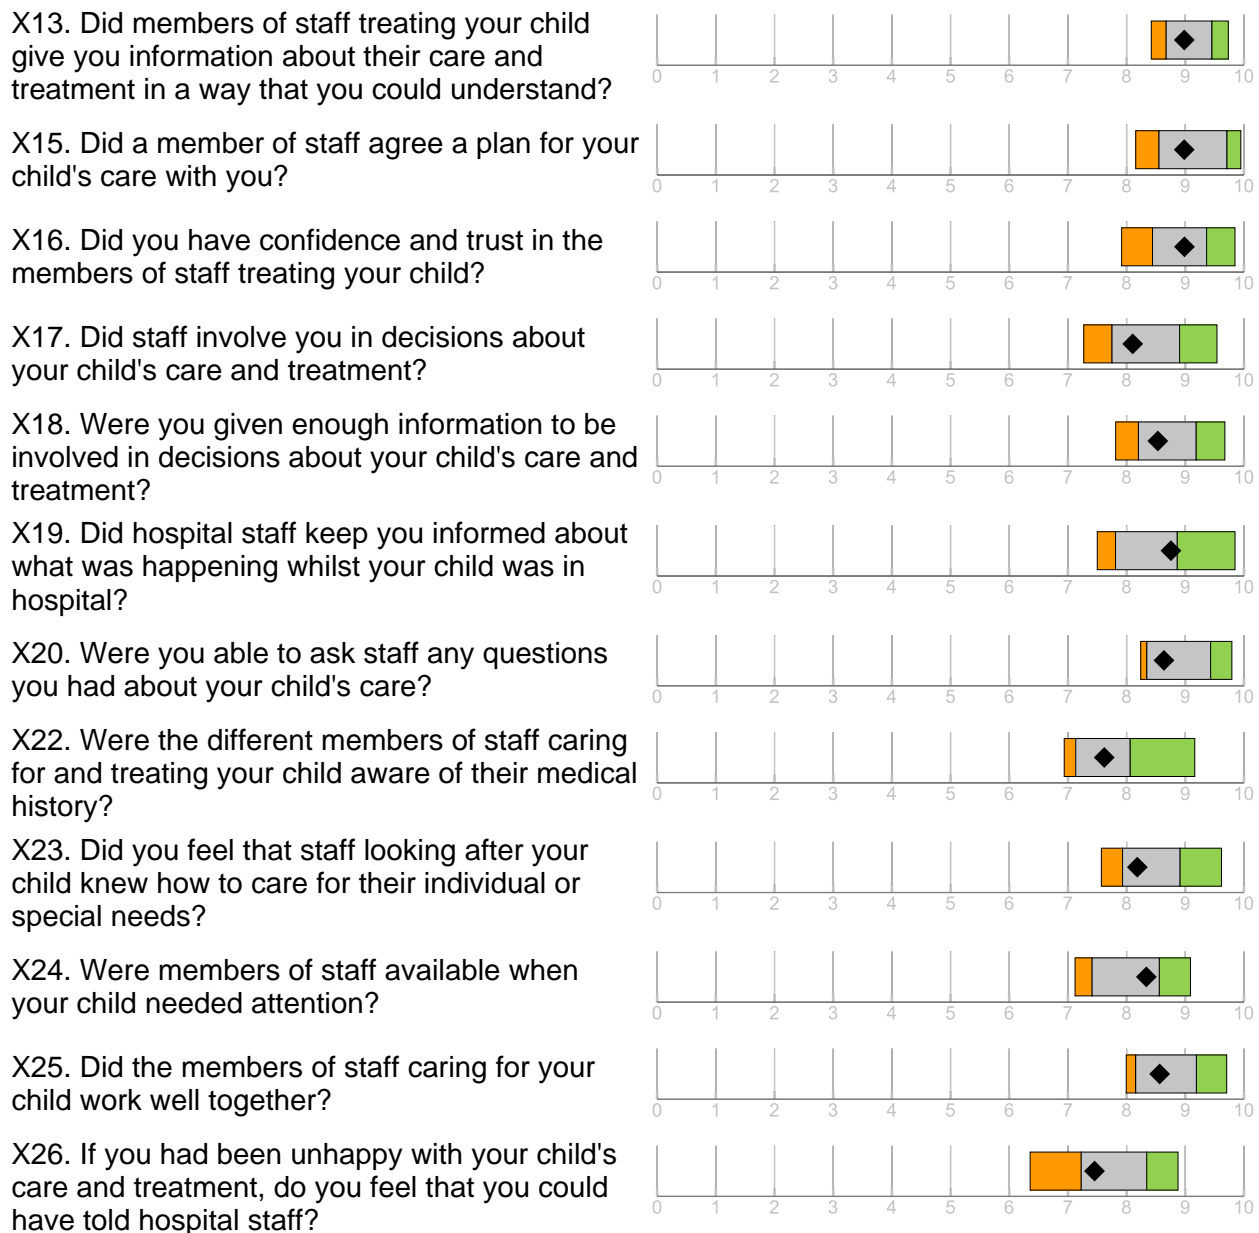 X13. Did members of staff treating your child
give you information about their care and
treatment in a way that you could understand?
0 1 2 3 4 5 6 7 8 9 10
X15. Did a member of staff agree a plan for your
child's care with you?
0 1 2 3 4 5 6 7 8 9 10
X16. Did you have confidence and trust in the
members of staff treating your child?
0 1 2 3 4 5 6 7 8 9 10
X17. Did staff involve you in decisions about
your child's care and treatment?
0 1 2 3 4 5 6 7 8 9 10
X18. Were you given enough information to be
involved in decisions about your child's care and
treatment?
0 1 2 3 4 5 6 7 8 9 10
X19. Did hospital staff keep you informed about
what was happening whilst your child was in
hospital?
0 1 2 3 4 5 6 7 8 9 10
X20. Were you able to ask staff any questions
you had about your child's care?
0 1 2 3 4 5 6 7 8 9 10
X22. Were the different members of staff caring
for and treating your child aware of their medical
history?
0 1 2 3 4 5 6 7 8 9 10
X23. Did you feel that staff looking after your
child knew how to care for their individual or
special needs?
0 1 2 3 4 5 6 7 8 9 10
X24. Were members of staff available when
your child needed attention?
0 1 2 3 4 5 6 7 8 9 10
X25. Did the members of staff caring for your
child work well together?
0 1 2 3 4 5 6 7 8 9 10
X26. If you had been unhappy with your child's
care and treatment, do you feel that you could
have told hospital staff?
0 1 2 3 4 5 6 7 8 9 10